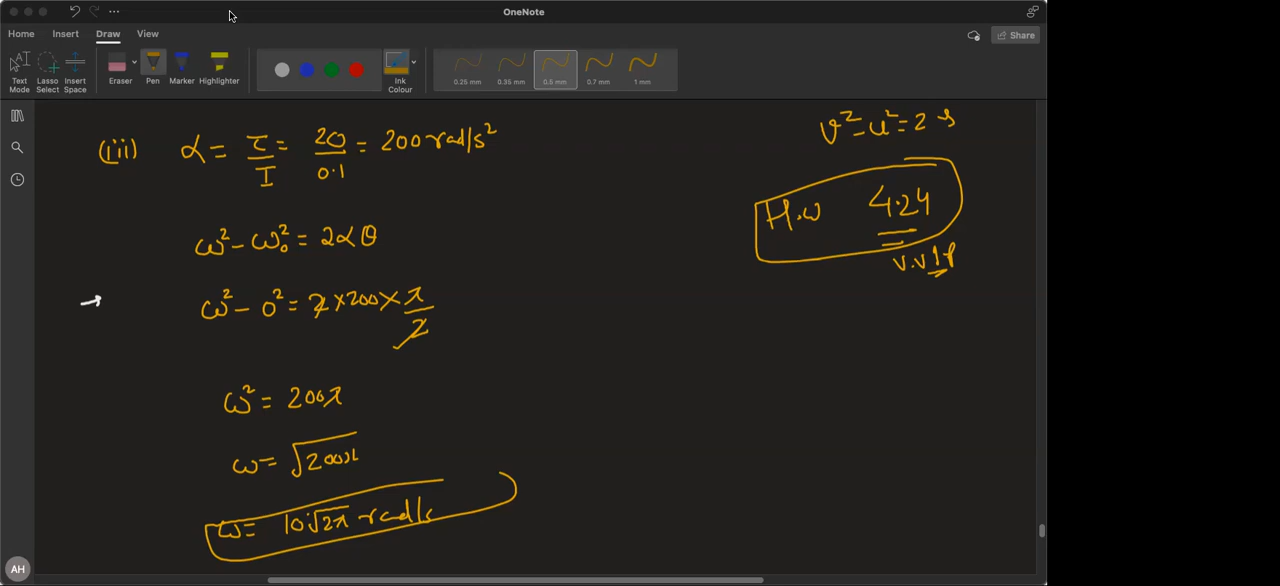 OneNote
Home Insert Draw View
Share
Text Mode
Lasso Select
Insert Space
Eraser
Pen
Marker
Highlighter
Ink Colour
0.25 mm
0.35 mm
0.5 mm
0.7 mm
1 mm
(iii) α = τ/I = 20/0.1 = 200 rad/s²
ω² - ω₀² = 2αθ
→ ω² - 0² = 2 × 200 × π/2
ω² = 200π
ω = √200π
ω = 10√2π rad/s
v² - u² = 2 s
H.w 4.24
v.v Ip
AH